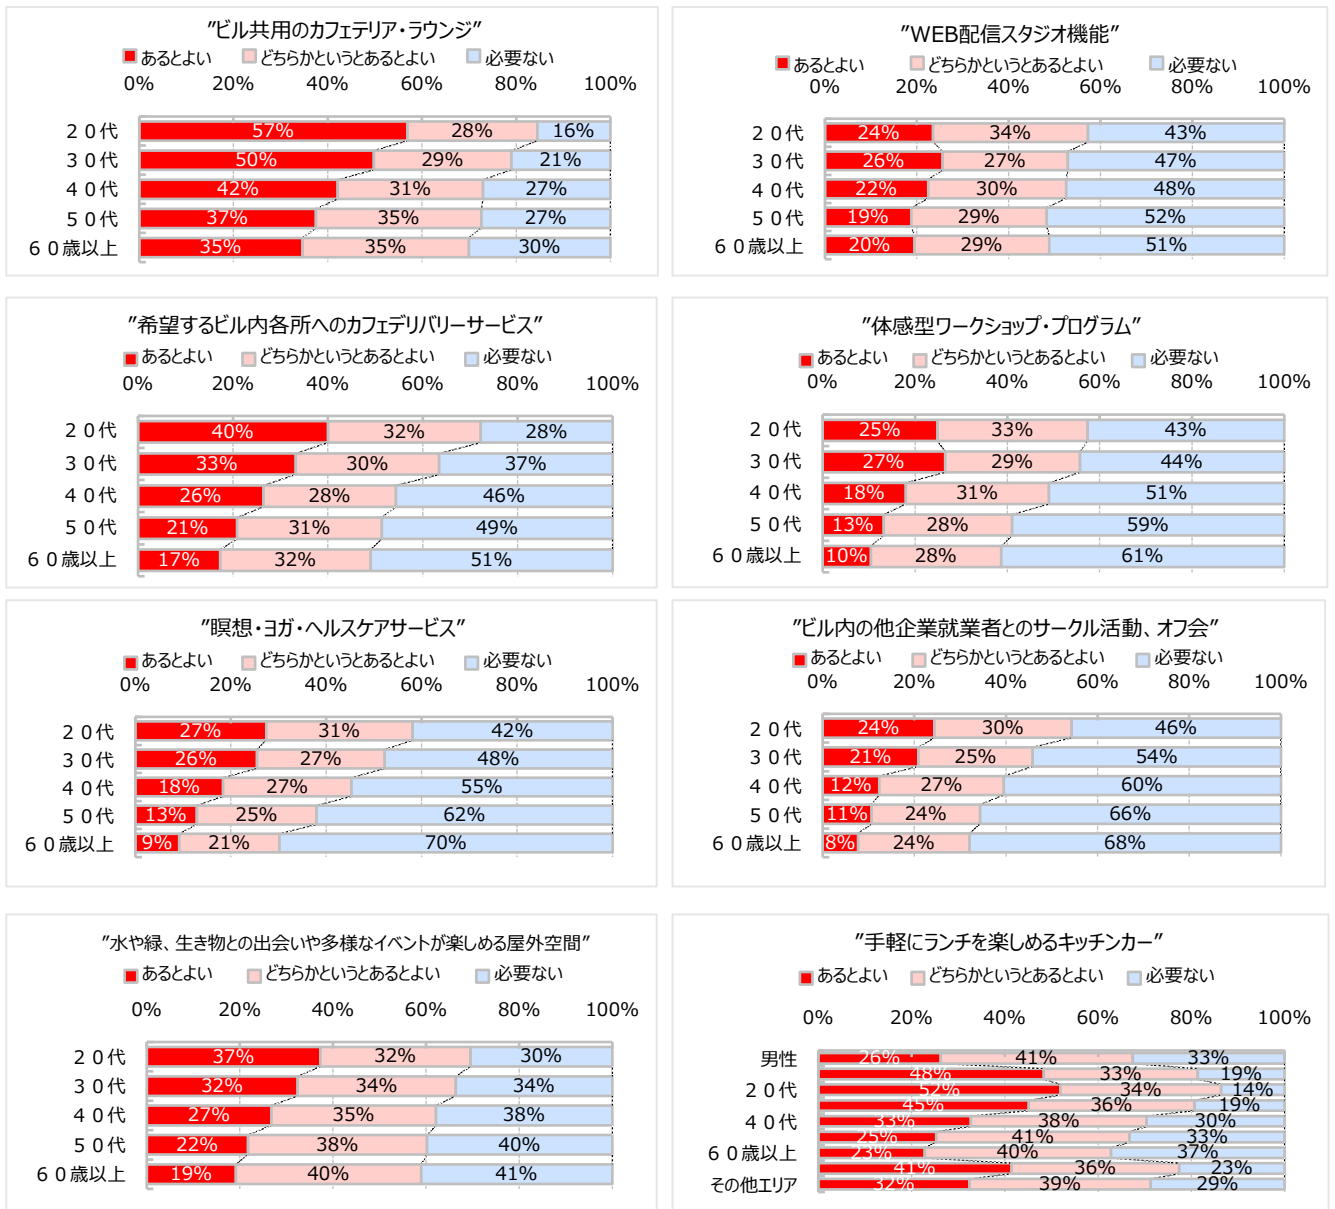 ”ビル共用のカフェテリア・ラウンジ”
あるとよい どちらかというとあるとよい 必要ない
0% 20% 40% 60% 80% 100%
２０代 57% 28% 16%
３０代 50% 29% 21%
４０代 42% 31% 27%
５０代 37% 35% 27%
６０歳以上 35% 35% 30%
”WEB配信スタジオ機能”
あるとよい どちらかというとあるとよい 必要ない
0% 20% 40% 60% 80% 100%
２０代 24% 34% 43%
３０代 26% 27% 47%
４０代 22% 30% 48%
５０代 19% 29% 52%
６０歳以上 20% 29% 51%
”希望するビル内各所へのカフェデリバリーサービス”
あるとよい どちらかというとあるとよい 必要ない
0% 20% 40% 60% 80% 100%
２０代 40% 32% 28%
３０代 33% 30% 37%
４０代 26% 28% 46%
５０代 21% 31% 49%
６０歳以上 17% 32% 51%
”体感型ワークショップ・プログラム”
あるとよい どちらかというとあるとよい 必要ない
0% 20% 40% 60% 80% 100%
２０代 25% 33% 43%
３０代 27% 29% 44%
４０代 18% 31% 51%
５０代 13% 28% 59%
６０歳以上 10% 28% 61%
”瞑想・ヨガ・ヘルスケアサービス”
あるとよい どちらかというとあるとよい 必要ない
0% 20% 40% 60% 80% 100%
２０代 27% 31% 42%
３０代 26% 27% 48%
４０代 18% 27% 55%
５０代 13% 25% 62%
６０歳以上 9% 21% 70%
”ビル内の他企業就業者とのサークル活動、オフ会”
あるとよい どちらかというとあるとよい 必要ない
0% 20% 40% 60% 80% 100%
２０代 24% 30% 46%
３０代 21% 25% 54%
４０代 12% 27% 60%
５０代 11% 24% 66%
６０歳以上 8% 24% 68%
”水や緑、生き物との出会いや多様なイベントが楽しめる屋外空間”
あるとよい どちらかというとあるとよい 必要ない
0% 20% 40% 60% 80% 100%
２０代 37% 32% 30%
３０代 32% 34% 34%
４０代 27% 35% 38%
５０代 22% 38% 40%
６０歳以上 19% 40% 41%
”手軽にランチを楽しめるキッチンカー”
あるとよい どちらかというとあるとよい 必要ない
0% 20% 40% 60% 80% 100%
男性 26% 41% 33%
48% 33% 19%
２０代 52% 34% 14%
45% 36% 19%
４０代 33% 38% 30%
25% 41% 33%
６０歳以上 23% 40% 37%
41% 36% 23%
その他エリア 32% 39% 29%